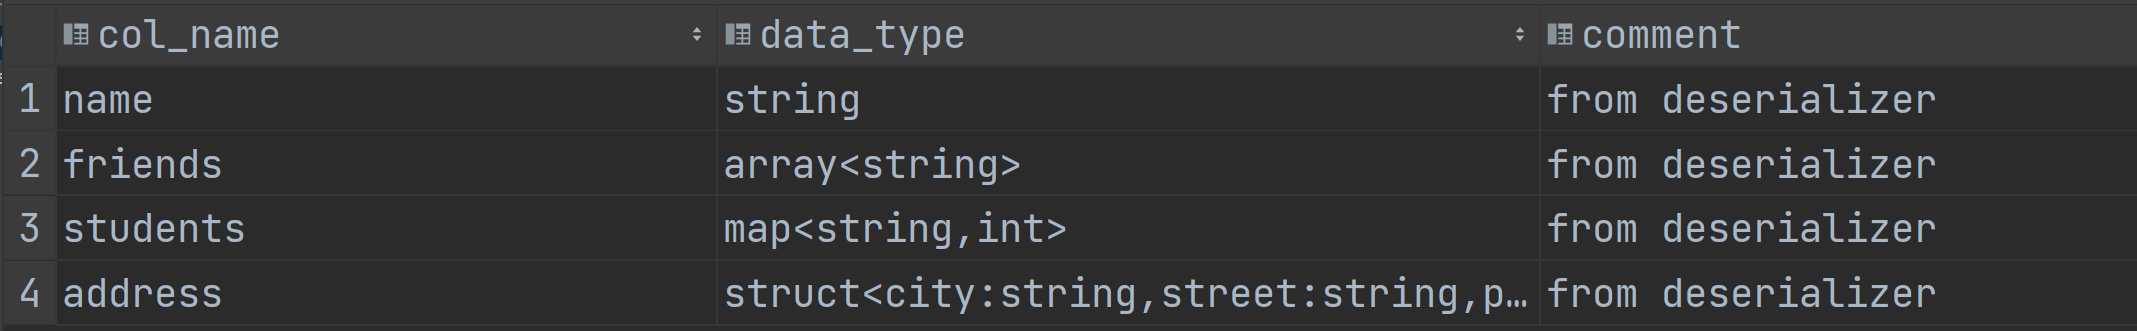 col_name data_type comment
1 name string from deserializer
2 friends array<string> from deserializer
3 students map<string,int> from deserializer
4 address struct<city:string,street:string,p… from deserializer